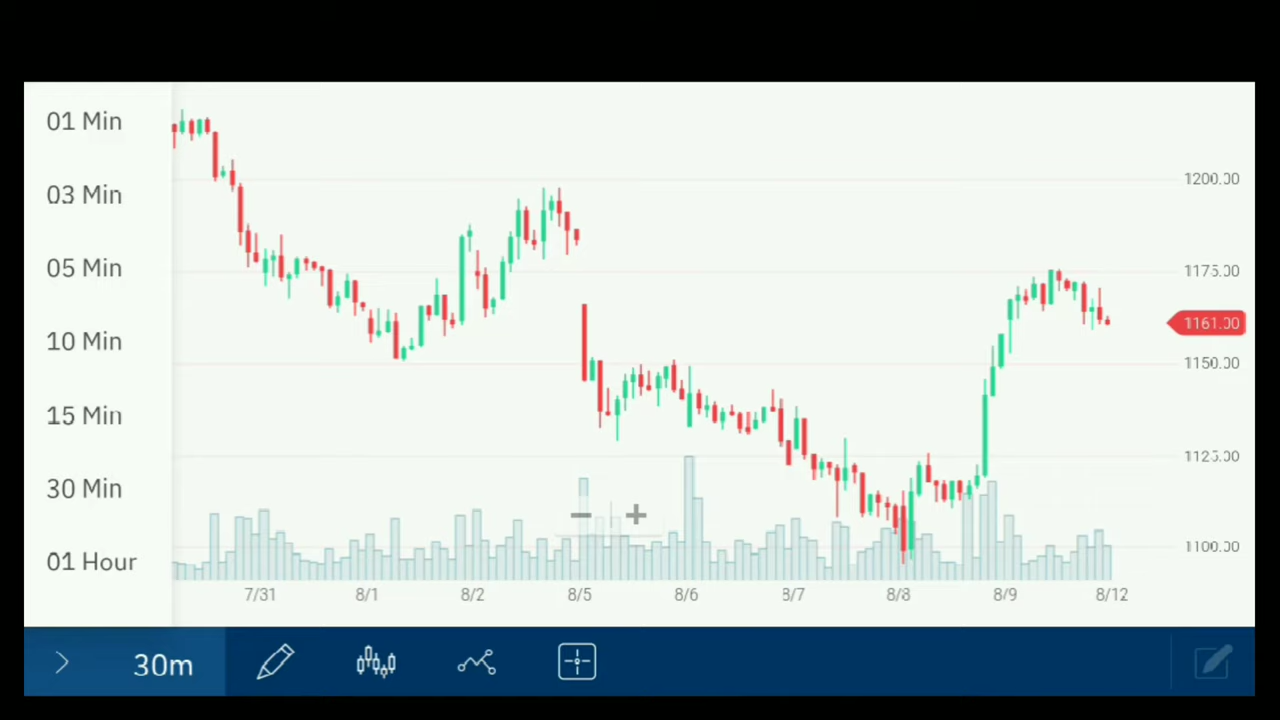 01 Min
03 Min
05 Min
10 Min
15 Min
30 Min
01 Hour
1200.00
1175.00
1161.00
1150.00
1125.00
1100.00
7/31 8/1 8/2 8/5 8/6 8/7 8/8 8/9 8/12
30m